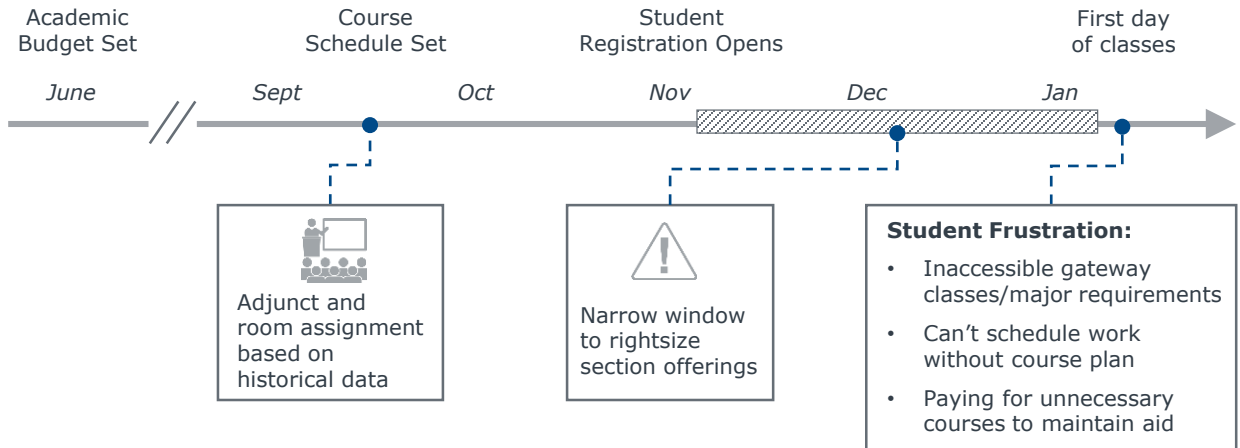 Academic
Budget Set
Course
Schedule Set
Student
Registration Opens
First day
of classes
June
Sept
Oct
Nov
Dec
Jan
Adjunct and
room assignment
based on
historical data
Narrow window
to rightsize
section offerings
Student Frustration:
• Inaccessible gateway
classes/major requirements
• Can’t schedule work
without course plan
• Paying for unnecessary
courses to maintain aid